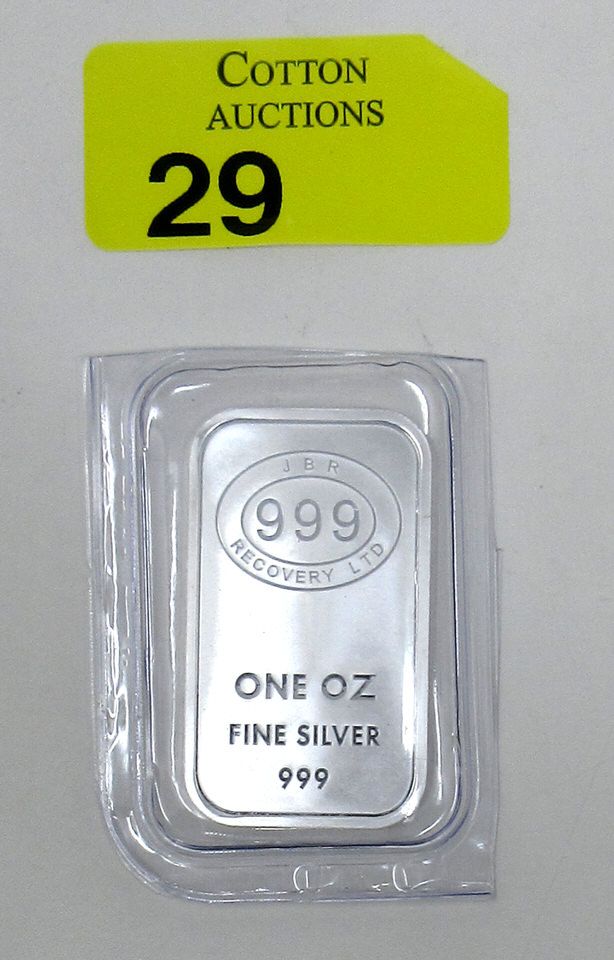 COTTON
AUCTIONS
29
JBR
999
RECOVERY LTD
ONE OZ
FINE SILVER
999